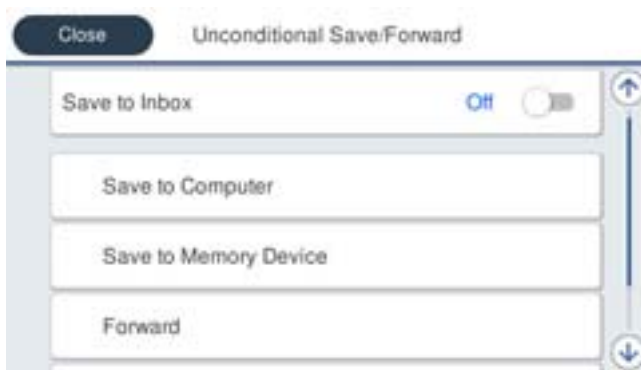 Close Unconditional Save/Forward
Save to Inbox Off
Save to Computer
Save to Memory Device
Forward